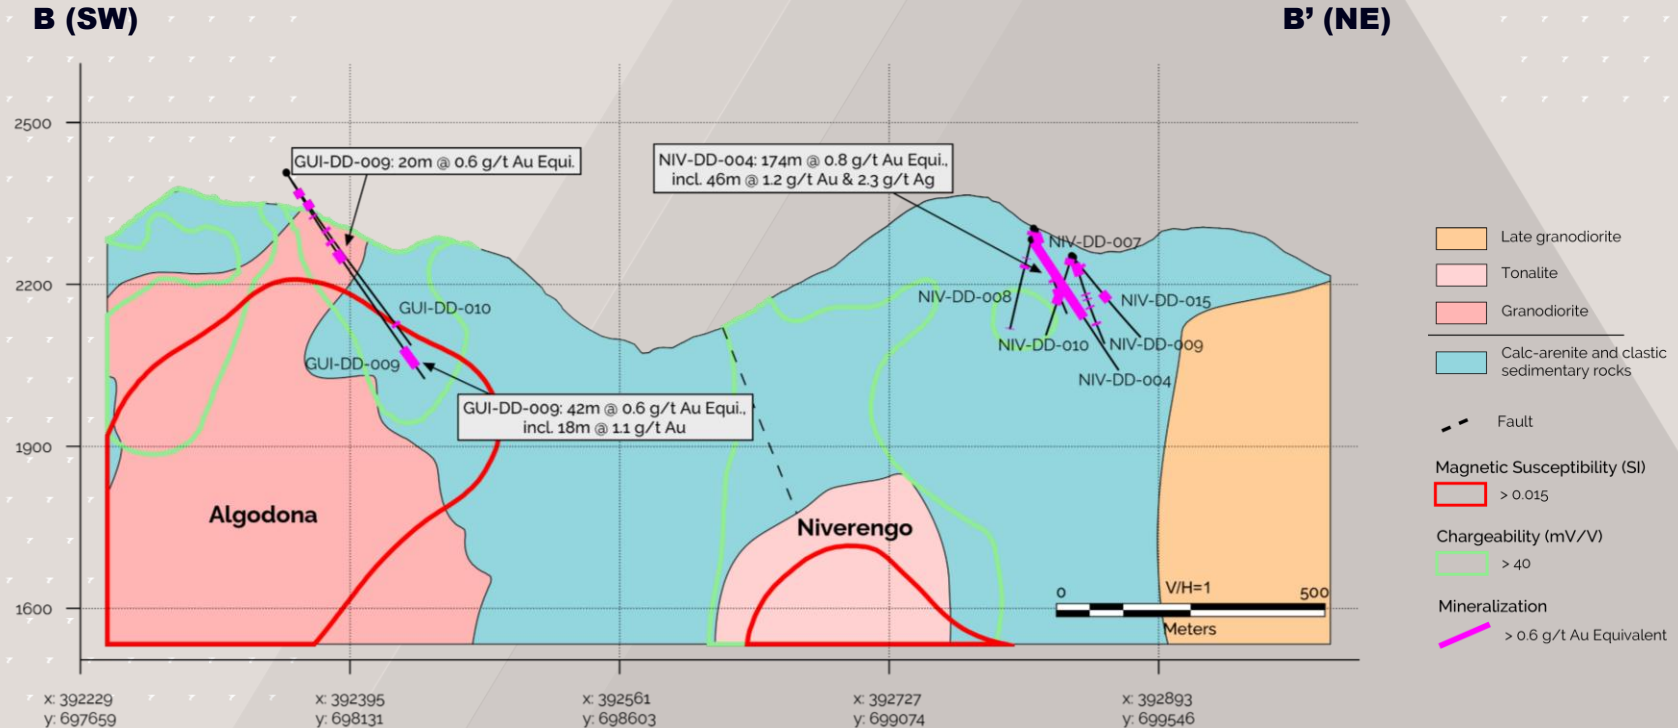 B (SW)
B’ (NE)
2500
2200
1900
1600
GUI-DD-009: 20m @ 0.6 g/t Au Equi.
NIV-DD-004: 174m @ 0.8 g/t Au Equi.,
incl. 46m @ 1.2 g/t Au & 2.3 g/t Ag
NIV-DD-007
NIV-DD-008
NIV-DD-015
GUI-DD-010
NIV-DD-010
NIV-DD-009
GUI-DD-009
NIV-DD-004
GUI-DD-009: 42m @ 0.6 g/t Au Equi.,
incl. 18m @ 1.1 g/t Au
Algodona
Niverengo
0
V/H=1
500
Meters
x: 392229
y: 697659
x: 392395
y: 698131
x: 392561
y: 698603
x: 392727
y: 699074
x: 392893
y: 699546
Late granodiorite
Tonalite
Granodiorite
Calc-arenite and clastic
sedimentary rocks
Fault
Magnetic Susceptibility (SI)
> 0.015
Chargeability (mV/V)
> 40
Mineralization
> 0.6 g/t Au Equivalent